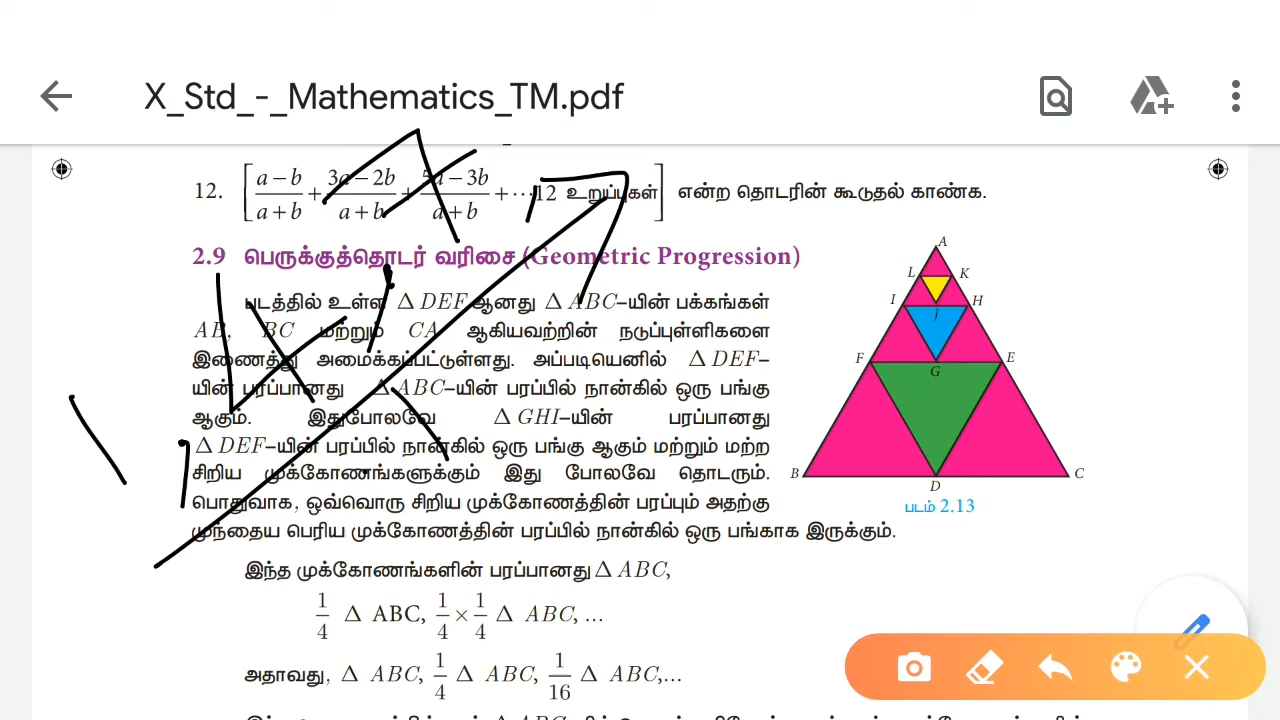 X_Std_-_Mathematics_TM.pdf
12. [a – b / a + b + 3a – 2b / a + b + 5a – 3b / a + b + ⋯ 12 உறுப்புகள்] என்ற தொடரின் கூடுதல் காண்க.
2.9 பெருக்குத்தொடர் வரிசை (Geometric Progression)
படத்தில் உள்ள Δ DEF ஆனது Δ ABC–யின் பக்கங்கள்
AB, BC மற்றும் CA ஆகியவற்றின் நடுப்புள்ளிகளை
இணைத்து அமைக்கப்பட்டுள்ளது. அப்படியெனில் Δ DEF–
யின் பரப்பானது Δ ABC–யின் பரப்பில் நான்கில் ஒரு பங்கு
ஆகும். இதுபோலவே Δ GHI–யின் பரப்பானது
Δ DEF–யின் பரப்பில் நான்கில் ஒரு பங்கு ஆகும் மற்றும் மற்ற
சிறிய முக்கோணங்களுக்கும் இது போலவே தொடரும்.
பொதுவாக, ஒவ்வொரு சிறிய முக்கோணத்தின் பரப்பும் அதற்கு
முந்தைய பெரிய முக்கோணத்தின் பரப்பில் நான்கில் ஒரு பங்காக இருக்கும்.
A
L K
I J H
F G E
B D C
படம் 2.13
இந்த முக்கோணங்களின் பரப்பானது Δ ABC,
1/4 Δ ABC, 1/4 × 1/4 Δ ABC, ...
அதாவது, Δ ABC, 1/4 Δ ABC, 1/16 Δ ABC,...